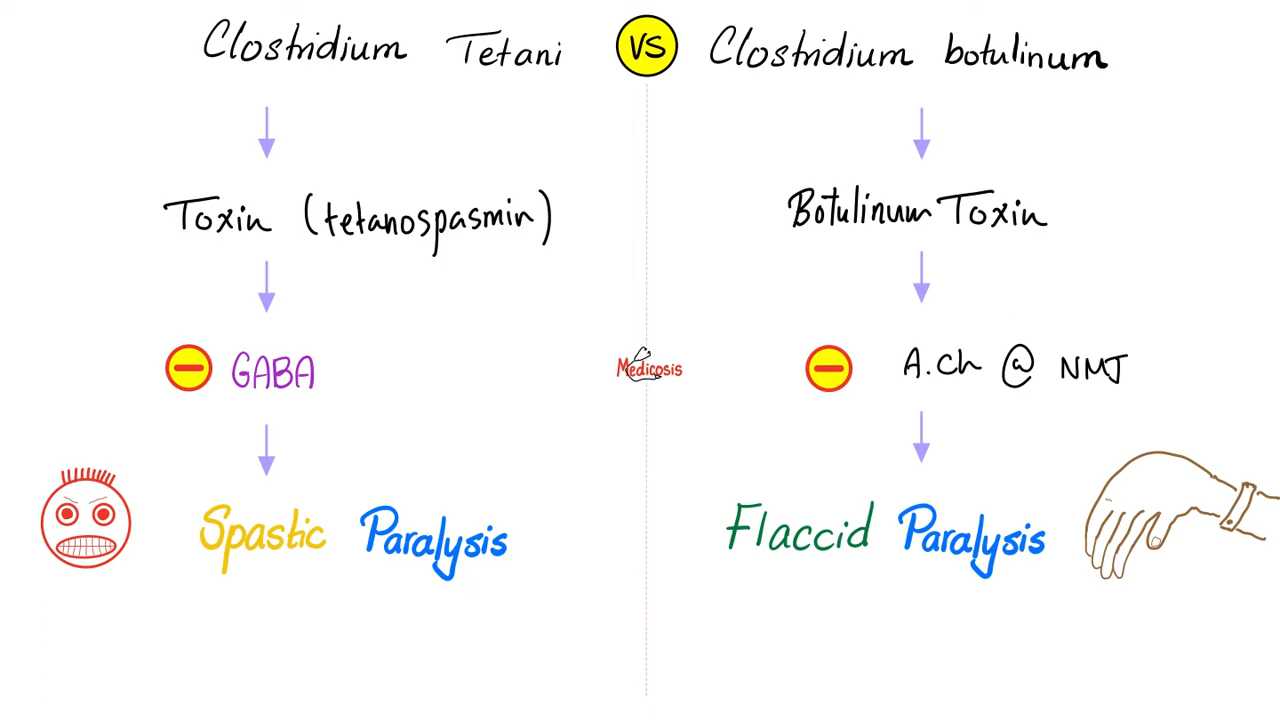 Clostridium Tetani
VS
Clostridium botulinum
Toxin (tetanospasmin)
Botulinum Toxin
GABA
Medicosis
A.Ch @ NMJ
Spastic Paralysis
Flaccid Paralysis